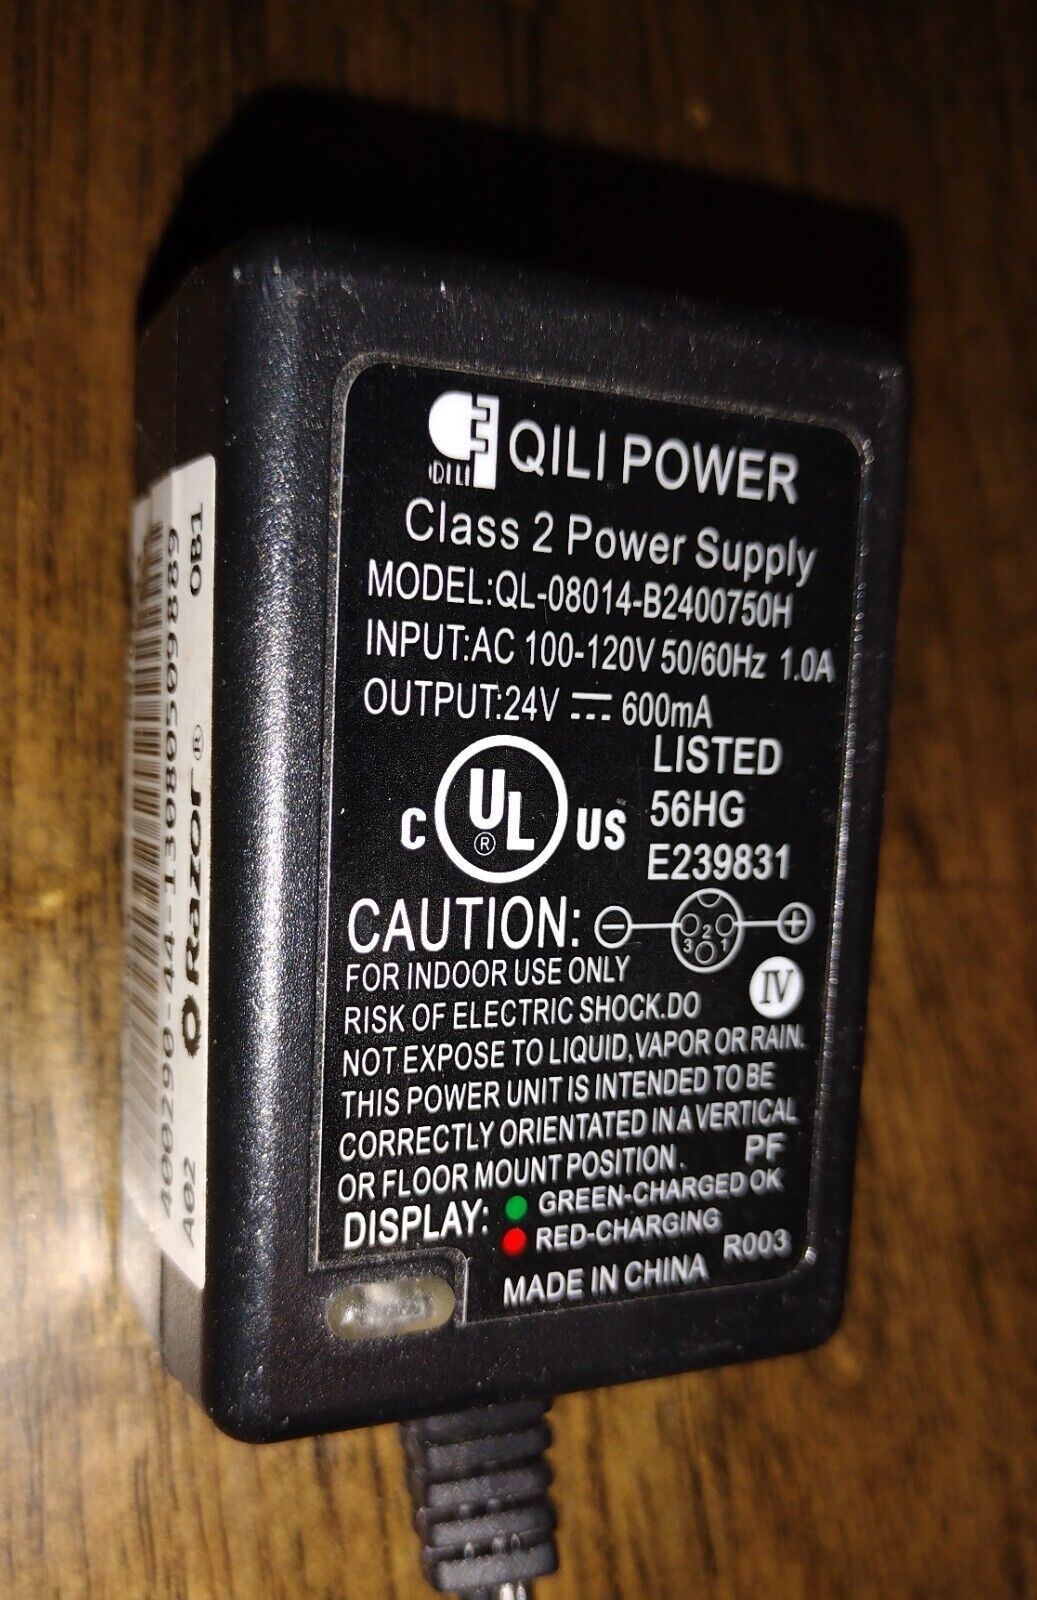 QILI
QILI POWER
Class 2 Power Supply
MODEL:QL-08014-B2400750H
INPUT:AC 100-120V 50/60Hz 1.0A
OUTPUT:24V 600mA
C UL ® US
LISTED
56HG
E239831
CAUTION:
3 2 1
FOR INDOOR USE ONLY
IV
RISK OF ELECTRIC SHOCK.DO
NOT EXPOSE TO LIQUID,VAPOR OR RAIN.
THIS POWER UNIT IS INTENDED TO BE
CORRECTLY ORIENTATED IN A VERTICAL
OR FLOOR MOUNT POSITION. PF
DISPLAY: GREEN-CHARGED OK
RED-CHARGING
MADE IN CHINA R003
A02 Razor® 081